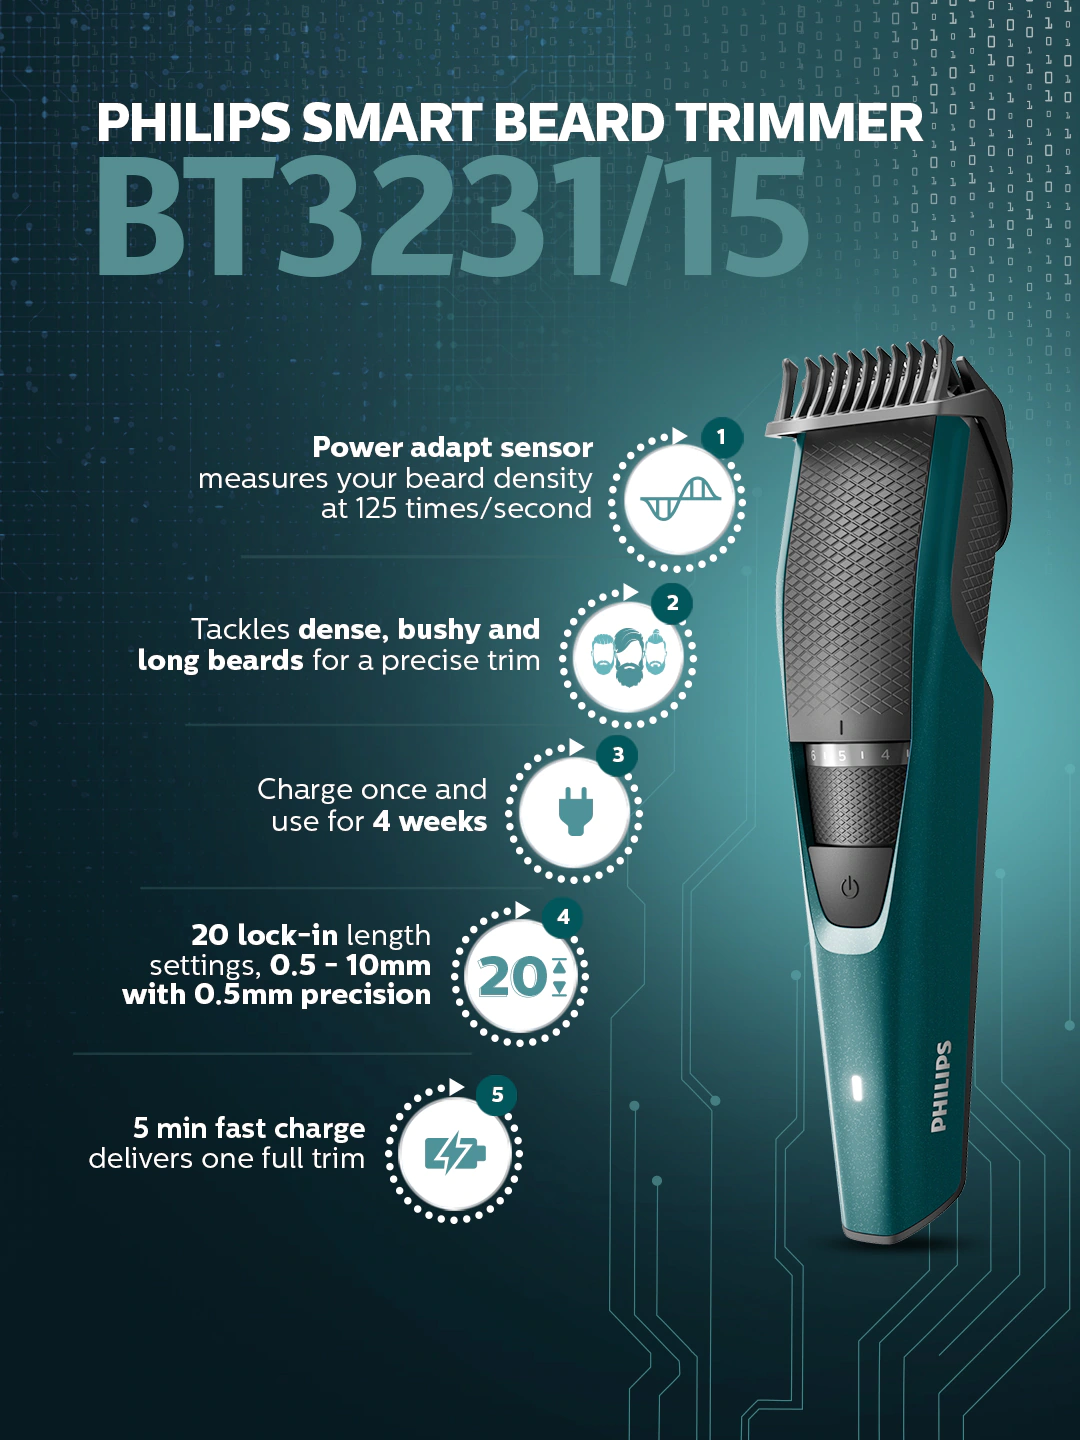 PHILIPS SMART BEARD TRIMMER
BT3231/15
Power adapt sensor
measures your beard density
at 125 times/second
1
Tackles dense, bushy and
long beards for a precise trim
2
Charge once and
use for 4 weeks
3
20 lock-in length
settings, 0.5 - 10mm
with 0.5mm precision
4
20
5 min fast charge
delivers one full trim
5
6 5 4
PHILIPS